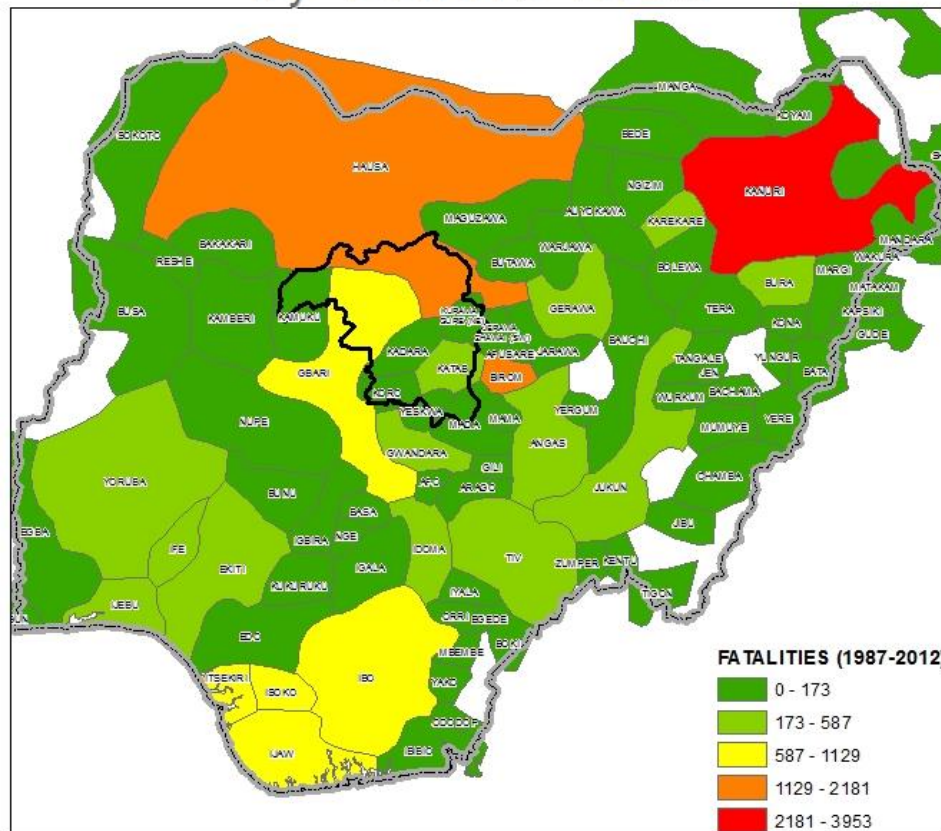 MANGA
KOYAM
SOKOTO
BEDE
HAUSA
NGIZIM
KANURI
MAGUZAWA
AUYOKAWA
KAREKARE
BAKAKARI
WARJAWA
MANDARA
RESHE
BUTAWA
BOLEWA
WAKURA
MARGI
BURA
MATAKAM
BUSA
KAMBERI
KAMUKU
GERAWA
TERA
KONA
KAPSIKI
GUDE
KADARA
BAUCHI
AFUSARE
JARAWA
TANGALE
YUNGUR
GBARI
KATAB
BIROM
JEN
BATA
KORO
WURKUM
BACHAMA
YESKWA
MADA
MAMA
YERGUM
MUMUYE
VERE
NUPE
ANGAS
GWANDARA
GILI
CHAMBA
YORUBA
AFO
ARAGO
JUKUN
BUNU
BASA
JIBU
EGBA
IGBIRA
NGE
IDOMA
TIV
IFE
EKITI
IGALA
ZUMPER
KENTU
KUKURUKU
TIGON
IJEBU
IYALA
ORRI
EGEDE
EDO
MBEMBE
BOKI
ITSEKIRI
ISOKO
IBO
YAKO
IJAW
IBIBIO
FATALITIES (1987-2012)
0 - 173
173 - 587
587 - 1129
1129 - 2181
2181 - 3953